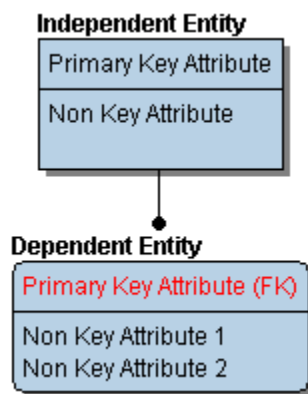 Independent Entity
Primary Key Attribute
Non Key Attribute
Dependent Entity
Primary Key Attribute (FK)
Non Key Attribute 1
Non Key Attribute 2